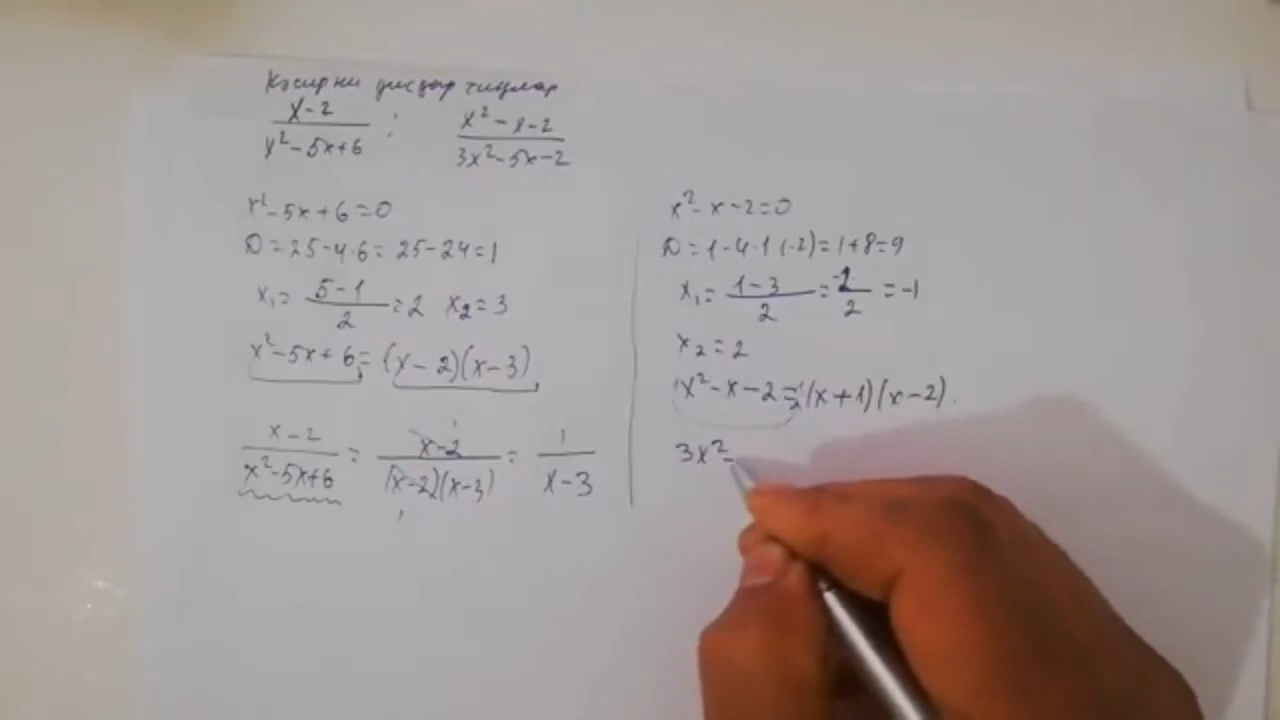 Кәсирни қисқартиңлар
x-2/x²-5x+6 ; x²-x-2/3x²-5x-2
x²-5x+6=0
D=25-4·6=25-24=1
x₁=5-1/2=2 x₂=3
x²-5x+6=(x-2)(x-3)
x-2/x²-5x+6=x-2/(x-2)(x-3)=1/x-3
x²-x-2=0
D=1-4·1(-2)=1+8=9
x₁=1-3/2=-2/2=-1
x₂=2
x²-x-2=(x+1)(x-2).
3x²-